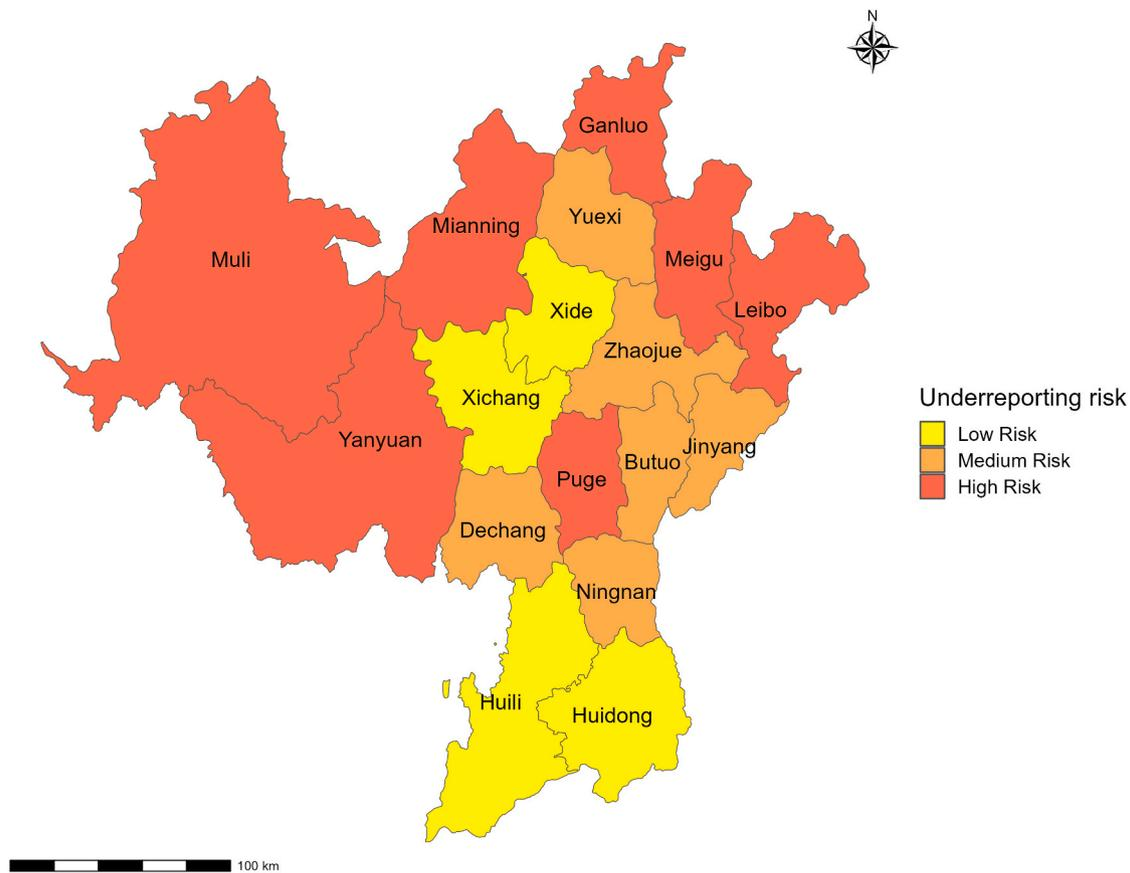 N
Ganluo
Yuexi
Mianning
Muli
Meigu
Leibo
Xide
Zhaojue
Xichang
Yanyuan
Jinyang
Butuo
Puge
Dechang
Ningnan
Huili
Huidong
Underreporting risk
Low Risk
Medium Risk
High Risk
100 km